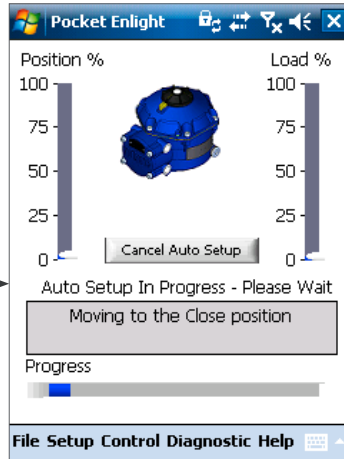 Pocket Enlight
Position %
Load %
100
100
75
75
50
50
25
25
0
0
Cancel Auto Setup
Auto Setup In Progress - Please Wait
Moving to the Close position
Progress
File Setup Control Diagnostic Help